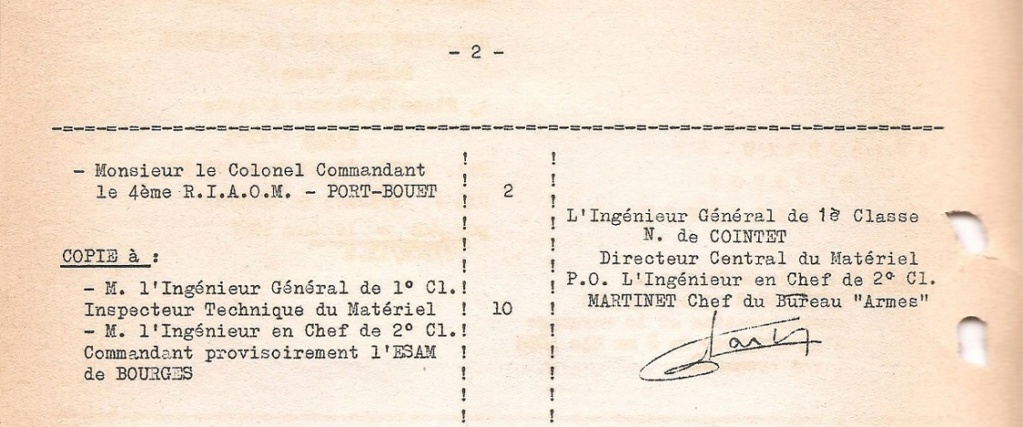 - 2 -
- Monsieur le Colonel Commandant
le 4ème R.I.A.O.M. - PORT-BOUET
2
COPIE à :
- M. l'Ingénieur Général de 1° Cl.
Inspecteur Technique du Matériel
- M. l'Ingénieur en Chef de 2° Cl.
Commandant provisoirement l'ESAM
de BOURGES
10
L'Ingénieur Général de 1è Classe
N. de COINTET
Directeur Central du Matériel
P.O. L'Ingénieur en Chef de 2° Cl.
MARTINET Chef du Bureau "Armes"